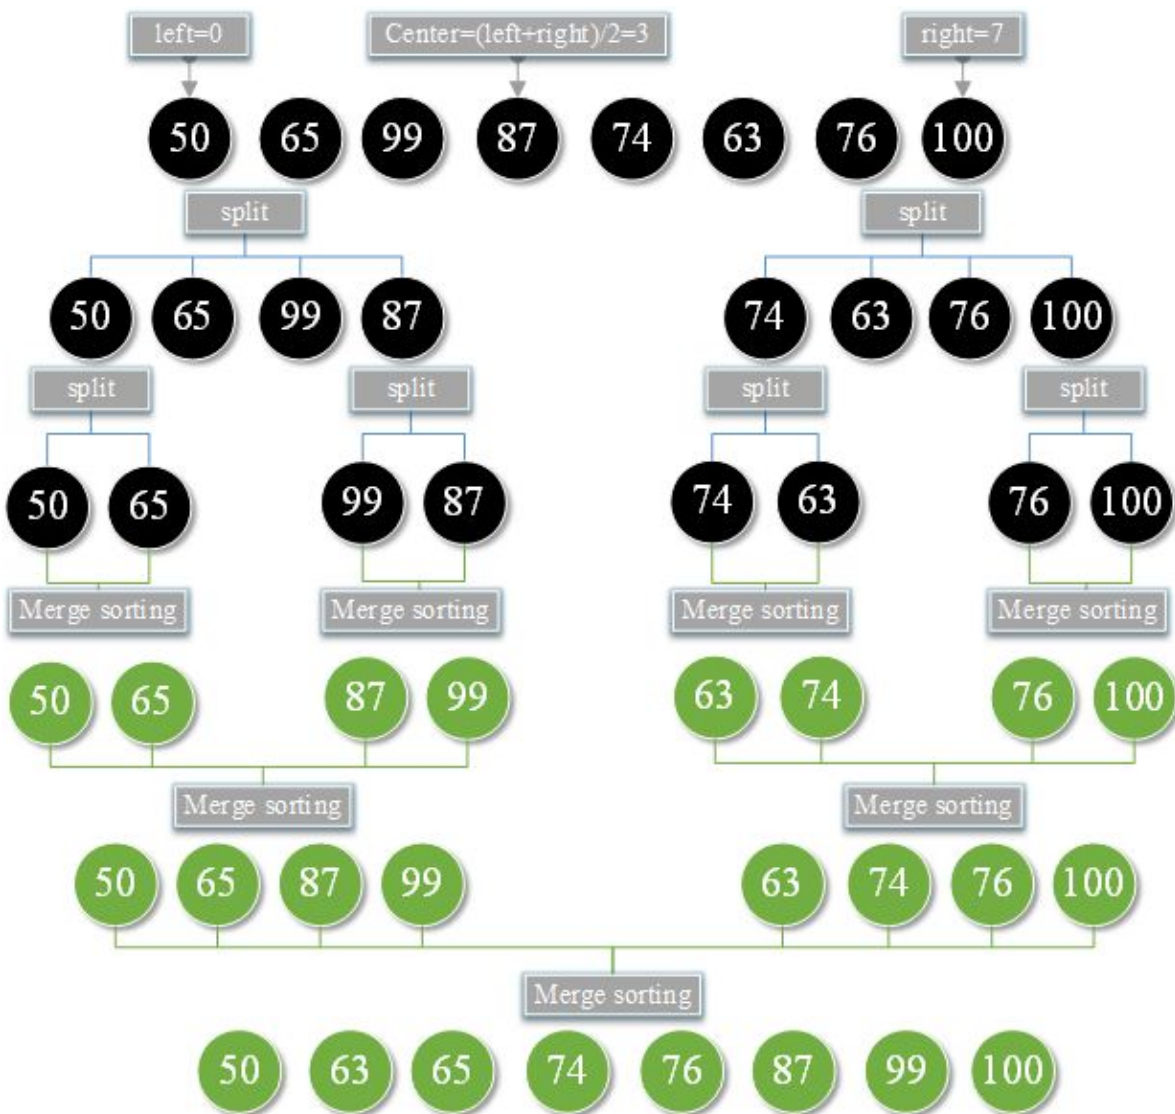 left=0 Center=(left+right)/2=3 right=7
50 65 99 87 74 63 76 100
split split
50 65 99 87 74 63 76 100
split split split split
50 65 99 87 74 63 76 100
Merge sorting Merge sorting Merge sorting Merge sorting
50 65 87 99 63 74 76 100
Merge sorting Merge sorting
50 65 87 99 63 74 76 100
Merge sorting
50 63 65 74 76 87 99 100